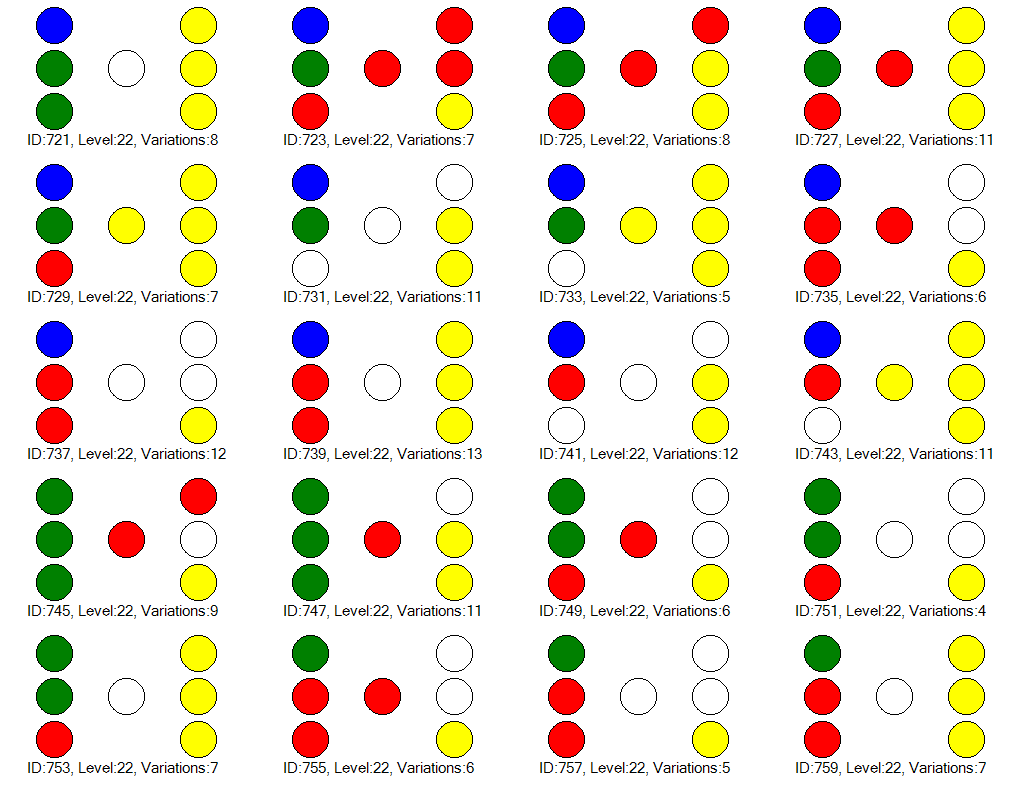 ID:721, Level:22, Variations:8
ID:723, Level:22, Variations:7
ID:725, Level:22, Variations:8
ID:727, Level:22, Variations:11
ID:729, Level:22, Variations:7
ID:731, Level:22, Variations:11
ID:733, Level:22, Variations:5
ID:735, Level:22, Variations:6
ID:737, Level:22, Variations:12
ID:739, Level:22, Variations:13
ID:741, Level:22, Variations:12
ID:743, Level:22, Variations:11
ID:745, Level:22, Variations:9
ID:747, Level:22, Variations:11
ID:749, Level:22, Variations:6
ID:751, Level:22, Variations:4
ID:753, Level:22, Variations:7
ID:755, Level:22, Variations:6
ID:757, Level:22, Variations:5
ID:759, Level:22, Variations:7